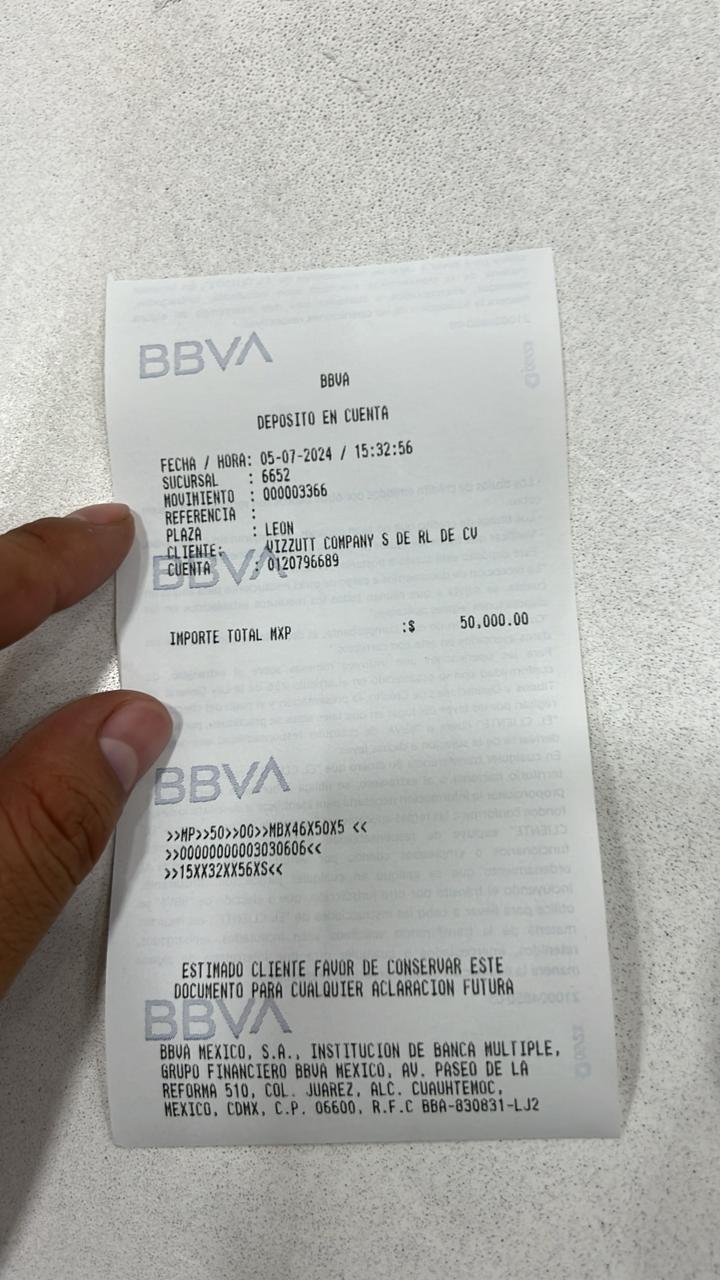 BBVA
BBVA
DEPOSITO EN CUENTA
FECHA / HORA: 05-07-2024 / 15:32:56
SUCURSAL : 6652
MOVIMIENTO : 000003366
REFERENCIA :
PLAZA : LEON
CLIENTE: VIZZUTT COMPANY S DE RL DE CV
BBVA
CUENTA : 0120796689
IMPORTE TOTAL MXP :$ 50,000.00
BBVA
>>MP>>50>>00>>MBX46X50X5 <<
>>00000000003030606<<
>>15XX32XX56XS<<
ESTIMADO CLIENTE FAVOR DE CONSERVAR ESTE
DOCUMENTO PARA CUALQUIER ACLARACION FUTURA
BBVA
BBVA MEXICO, S.A., INSTITUCION DE BANCA MULTIPLE,
GRUPO FINANCIERO BBVA MEXICO, AV. PASEO DE LA
REFORMA 510, COL. JUAREZ, ALC. CUAUHTEMOC,
MEXICO, CDMX, C.P. 06600, R.F.C BBA-830831-LJ2